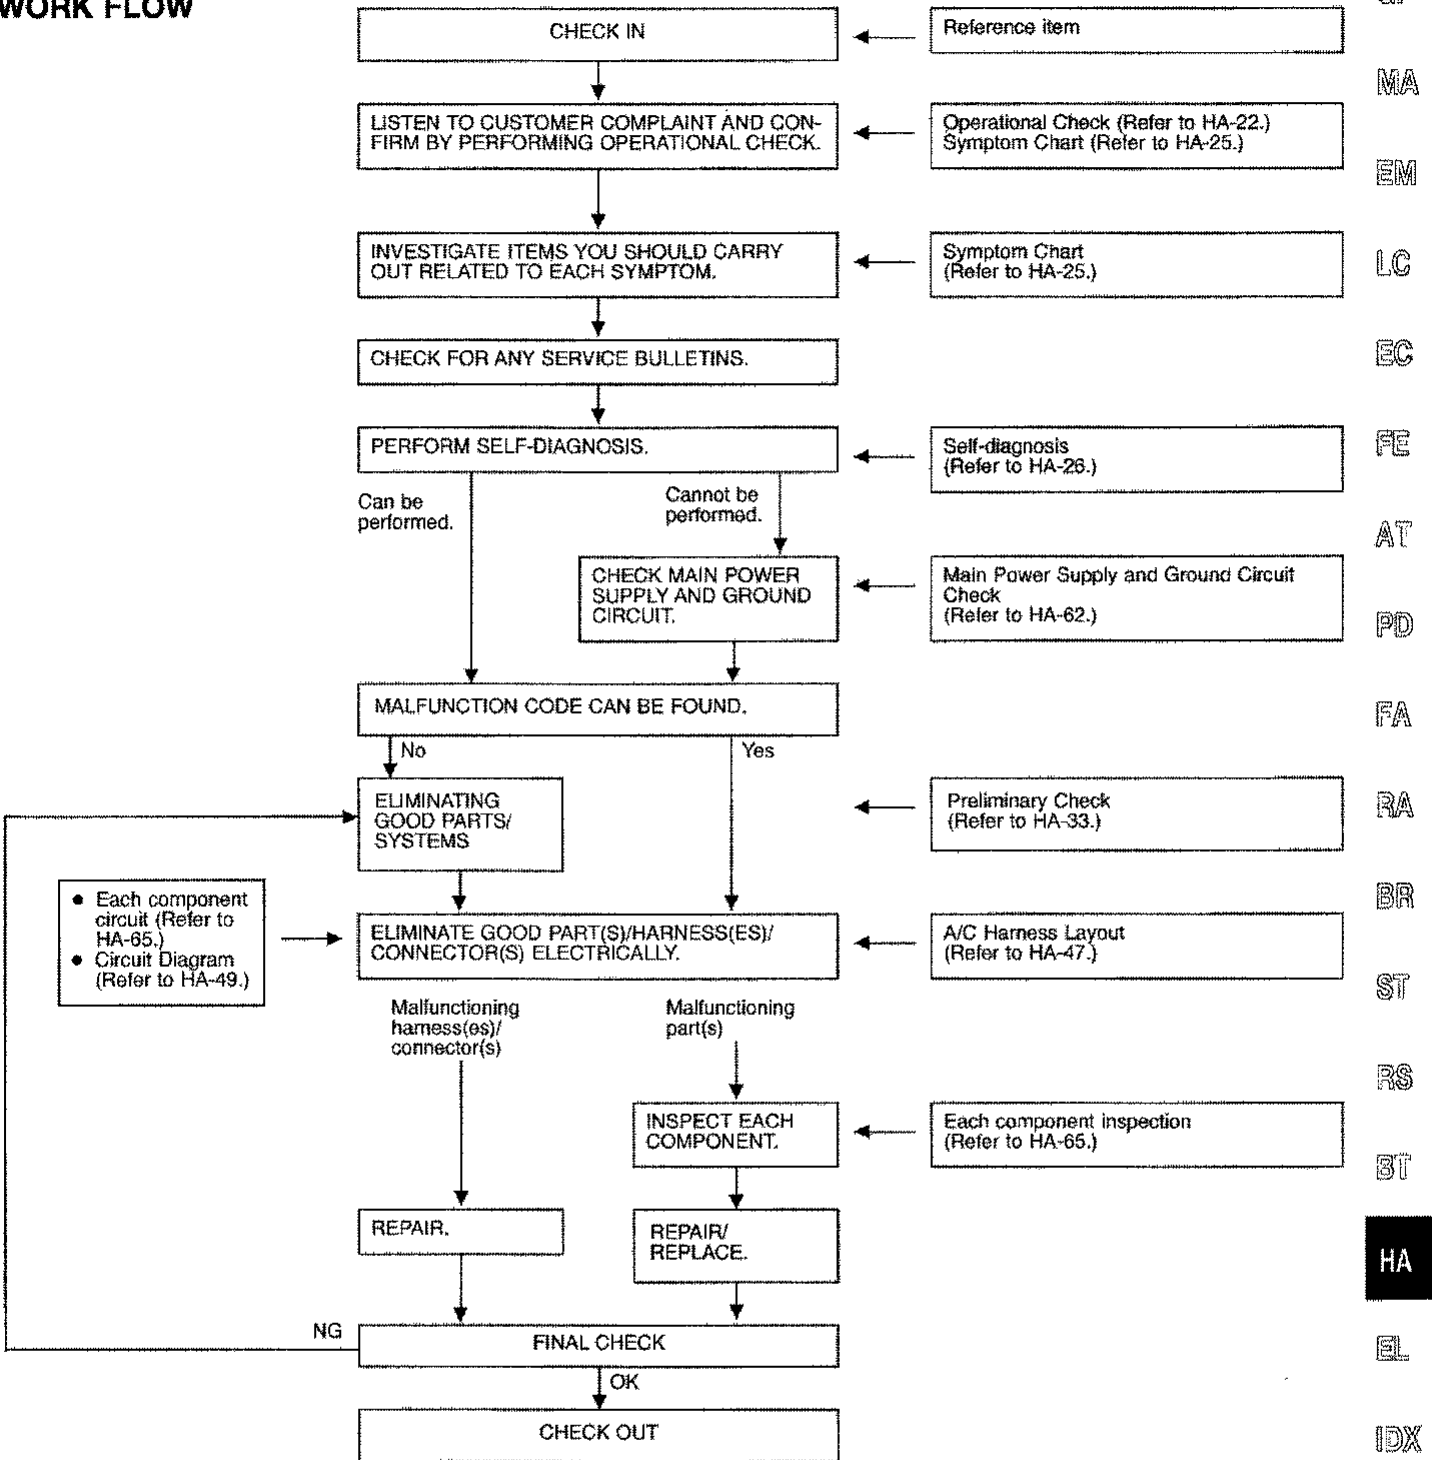 WORK FLOW
CHECK IN
Reference item
LISTEN TO CUSTOMER COMPLAINT AND CON-
FIRM BY PERFORMING OPERATIONAL CHECK.
Operational Check (Refer to HA-22.)
Symptom Chart (Refer to HA-25.)
INVESTIGATE ITEMS YOU SHOULD CARRY
OUT RELATED TO EACH SYMPTOM.
Symptom Chart
(Refer to HA-25.)
CHECK FOR ANY SERVICE BULLETINS.
PERFORM SELF-DIAGNOSIS.
Self-diagnosis
(Refer to HA-26.)
Can be
performed.
Cannot be
performed.
CHECK MAIN POWER
SUPPLY AND GROUND
CIRCUIT.
Main Power Supply and Ground Circuit
Check
(Refer to HA-62.)
MALFUNCTION CODE CAN BE FOUND.
No
Yes
ELIMINATING
GOOD PARTS/
SYSTEMS
Preliminary Check
(Refer to HA-33.)
● Each component
circuit (Refer to
HA-65.)
● Circuit Diagram
(Refer to HA-49.)
ELIMINATE GOOD PART(S)/HARNESS(ES)/
CONNECTOR(S) ELECTRICALLY.
A/C Harness Layout
(Refer to HA-47.)
Malfunctioning
harness(es)/
connector(s)
Malfunctioning
part(s)
INSPECT EACH
COMPONENT.
Each component inspection
(Refer to HA-65.)
REPAIR.
REPAIR/
REPLACE.
NG
FINAL CHECK
OK
CHECK OUT
MA
EM
LC
EC
FE
AT
PD
FA
RA
BR
ST
RS
BT
HA
EL
IDX